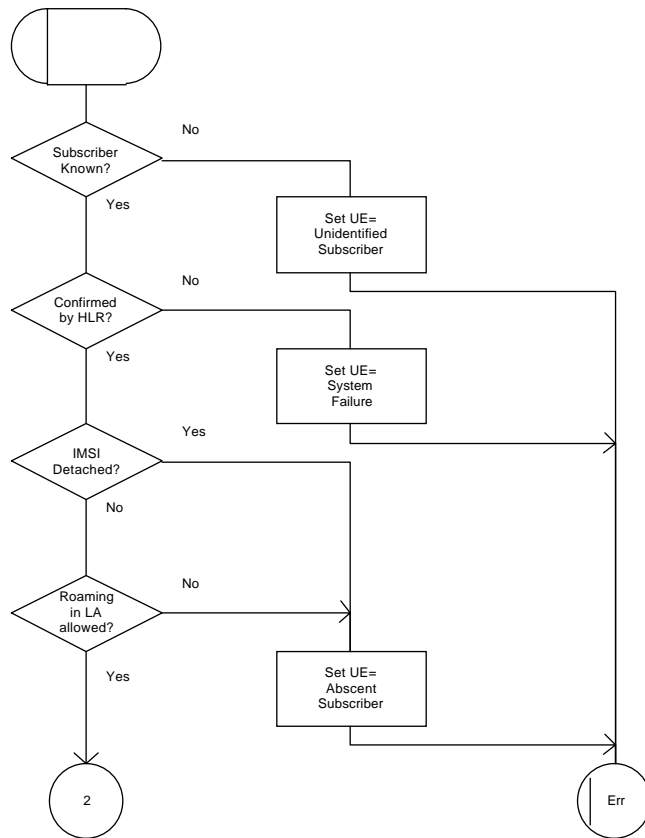 No
Subscriber
Known?
Yes
Set UE=
Unidentified
Subscriber
No
Confirmed
by HLR?
Yes
Set UE=
System
Failure
Yes
IMSI
Detached?
No
No
Roaming
in LA
allowed?
Yes
Set UE=
Abscent
Subscriber
2
Err